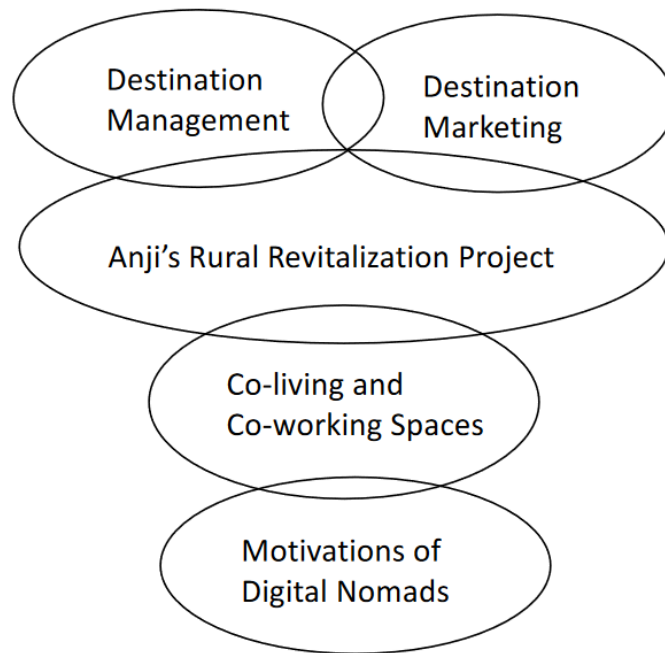 Destination
Management
Destination
Marketing
Anji’s Rural Revitalization Project
Co-living and
Co-working Spaces
Motivations of
Digital Nomads